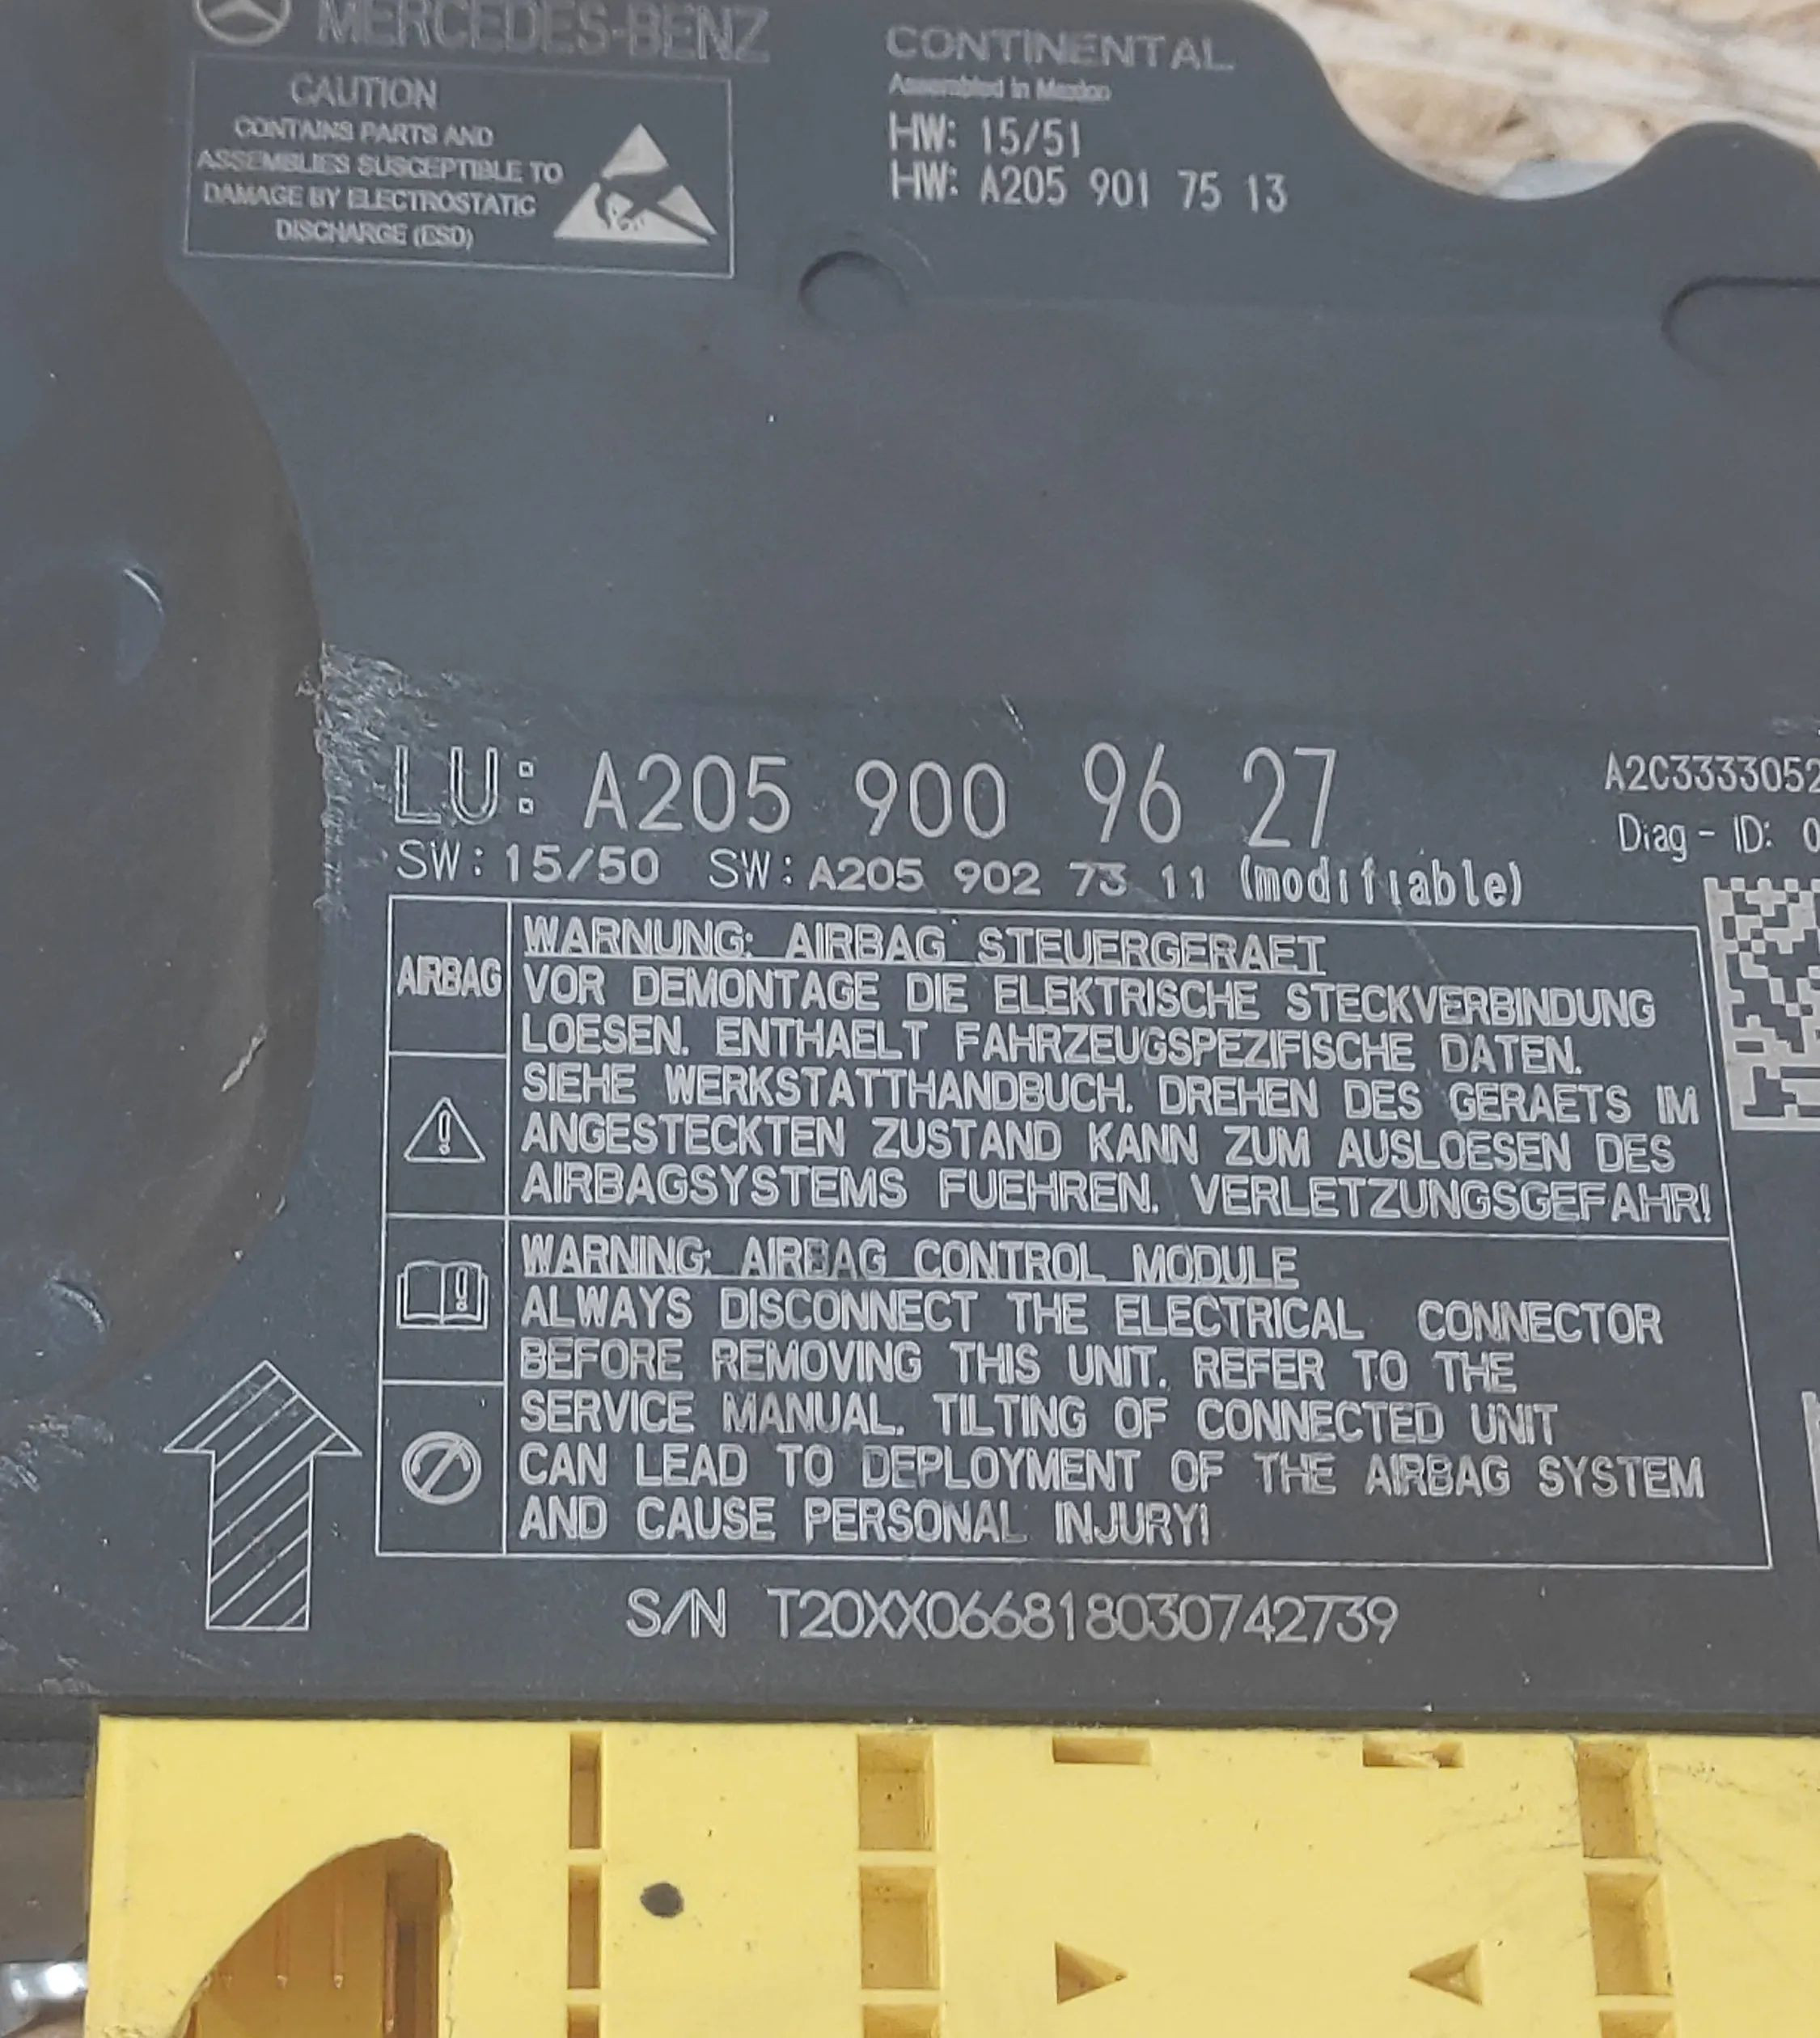 MERCEDES-BENZ
CAUTION
CONTAINS PARTS AND
ASSEMBLIES SUSCEPTIBLE TO
DAMAGE BY ELECTROSTATIC
DISCHARGE (ESD)
CONTINENTAL
Assembled in Mexico
HW: 15/51
HW: A205 901 75 13
LU: A205 900 96 27
A2C3333052
Diag - ID: 0
SW: 15/50 SW: A205 902 73 11 (modifiable)
AIRBAG
WARNUNG: AIRBAG STEUERGERAET
VOR DEMONTAGE DIE ELEKTRISCHE STECKVERBINDUNG
LOESEN. ENTHAELT FAHRZEUGSPEZIFISCHE DATEN.
SIEHE WERKSTATTHANDBUCH. DREHEN DES GERAETS IM
ANGESTECKTEN ZUSTAND KANN ZUM AUSLOESEN DES
AIRBAGSYSTEMS FUEHREN. VERLETZUNGSGEFAHR!
WARNING: AIRBAG CONTROL MODULE
ALWAYS DISCONNECT THE ELECTRICAL CONNECTOR
BEFORE REMOVING THIS UNIT. REFER TO THE
SERVICE MANUAL. TILTING OF CONNECTED UNIT
CAN LEAD TO DEPLOYMENT OF THE AIRBAG SYSTEM
AND CAUSE PERSONAL INJURY!
S/N T20XX066818030742739